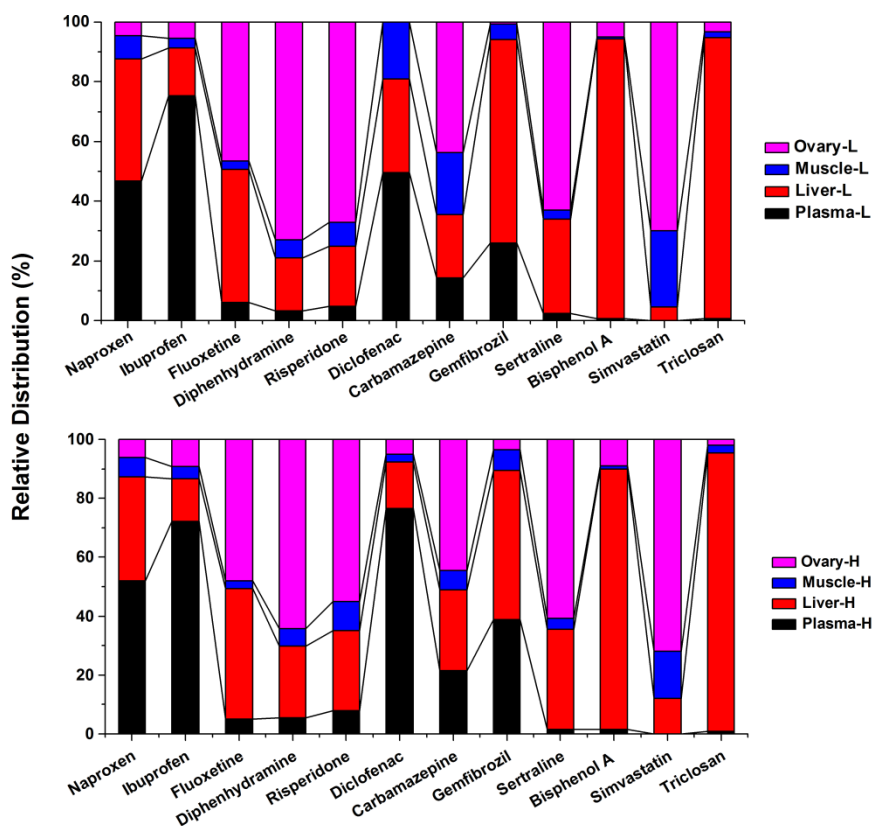 Relative Distribution (%)
100
80
60
40
20
0
Naproxen
Ibuprofen
Fluoxetine
Diphenhydramine
Risperidone
Diclofenac
Carbamazepine
Gemfibrozil
Sertraline
Bisphenol A
Simvastatin
Triclosan
Ovary-L
Muscle-L
Liver-L
Plasma-L
100
80
60
40
20
0
Naproxen
Ibuprofen
Fluoxetine
Diphenhydramine
Risperidone
Diclofenac
Carbamazepine
Gemfibrozil
Sertraline
Bisphenol A
Simvastatin
Triclosan
Ovary-H
Muscle-H
Liver-H
Plasma-H